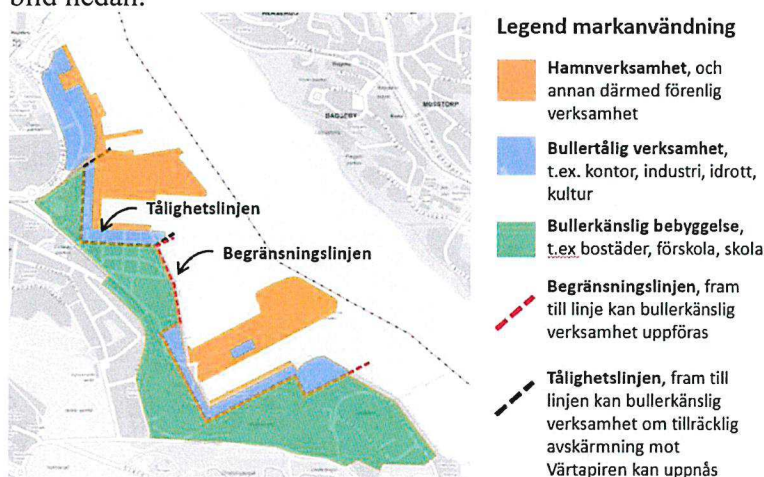 bild nedan.
BAGGEBY
MOSSTORP
Tålighetslinjen
Begränsningslinjen
Legend markanvändning
Hamnverksamhet, och
annan därmed förenlig
verksamhet
Bullertålig verksamhet,
t.ex. kontor, industri, idrott,
kultur
Bullerkänslig bebyggelse,
t.ex bostäder, förskola, skola
Begränsningslinjen, fram
till linje kan bullerkänslig
verksamhet uppföras
Tålighetslinjen, fram till
linjen kan bullerkänslig
verksamhet om tillräcklig
avskärmning mot
Värtapiren kan uppnås